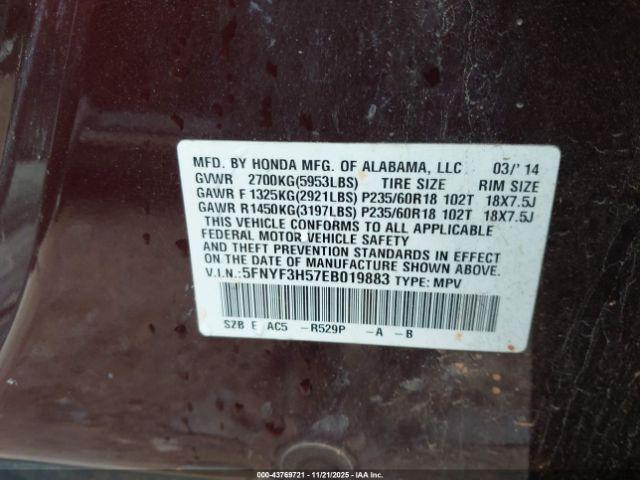 MFD. BY HONDA MFG. OF ALABAMA, LLC 03/'14
GVWR 2700KG(5953LBS) TIRE SIZE RIM SIZE
GAWR F 1325KG(2921LBS) P235/60R18 102T 18X7.5J
GAWR R 1450KG(3197LBS) P235/60R18 102T 18X7.5J
THIS VEHICLE CONFORMS TO ALL APPLICABLE
FEDERAL MOTOR VEHICLE SAFETY
AND THEFT PREVENTION STANDARDS IN EFFECT
ON THE DATE OF MANUFACTURE SHOWN ABOVE.
V.I.N.:5FNYF3H57EB019883 TYPE: MPV
SZB E AC5 -R529P -A -B
000-43769721 - 11/21/2025 - IAA Inc.